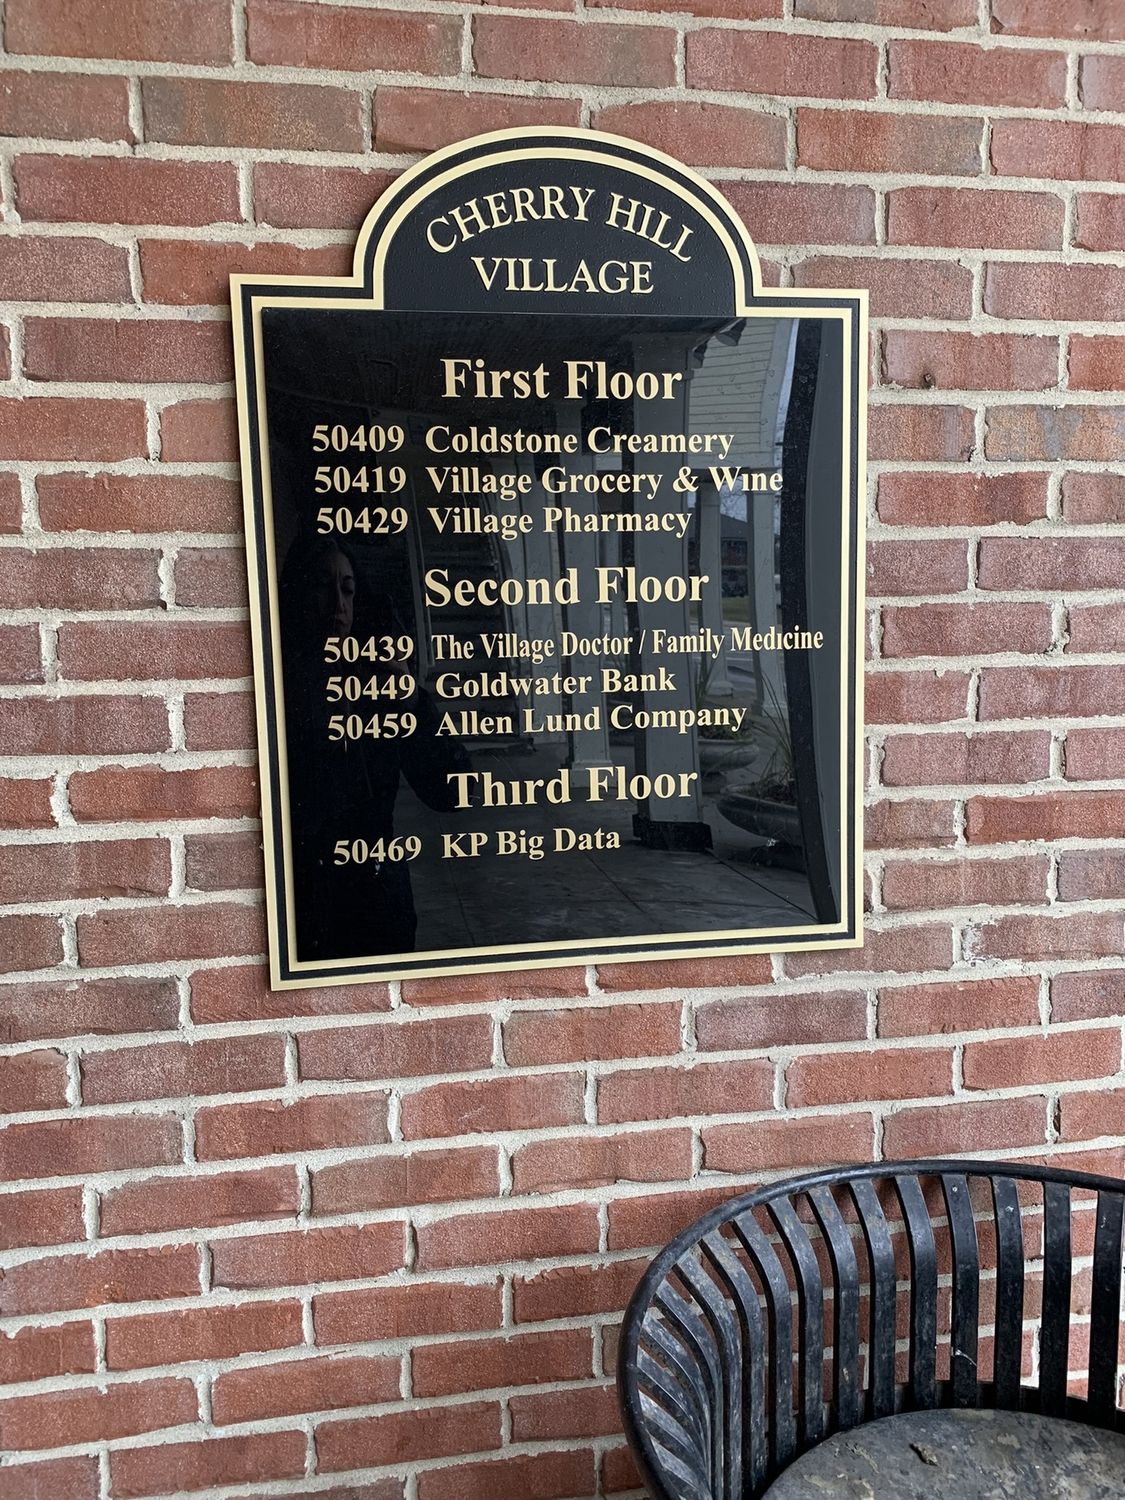 CHERRY HILL
VILLAGE
First Floor
50409 Coldstone Creamery
50419 Village Grocery & Wine
50429 Village Pharmacy
Second Floor
50439 The Village Doctor / Family Medicine
50449 Goldwater Bank
50459 Allen Lund Company
Third Floor
50469 KP Big Data